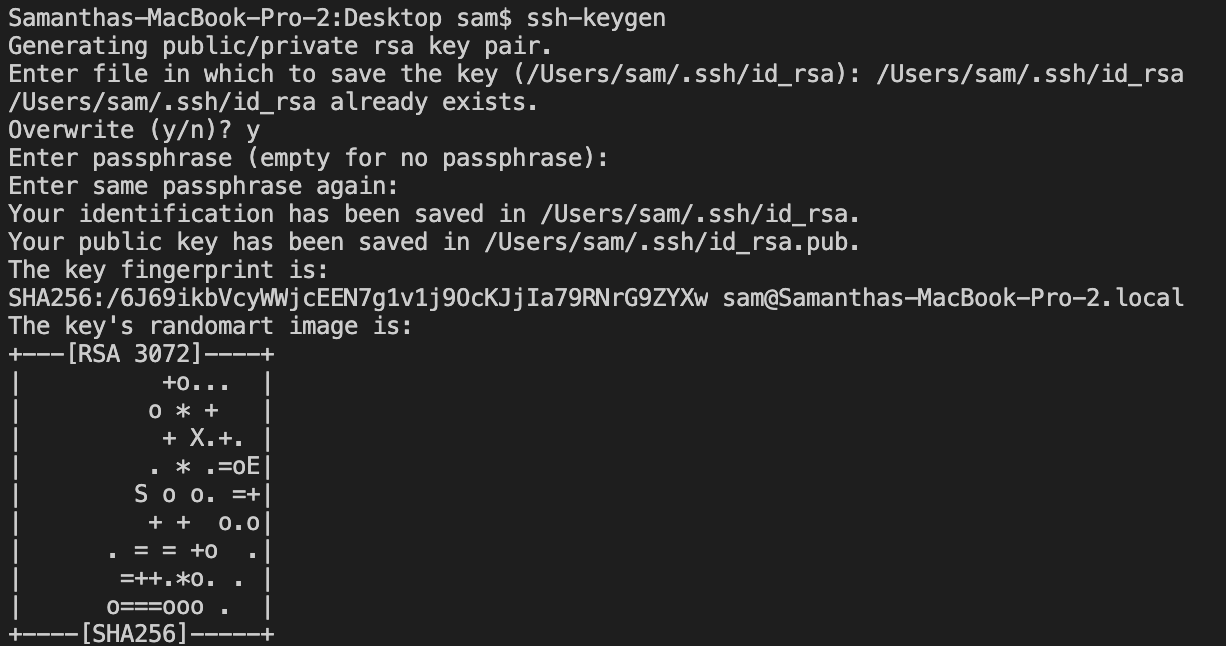 Samanthas-MacBook-Pro-2:Desktop sam$ ssh-keygen
Generating public/private rsa key pair.
Enter file in which to save the key (/Users/sam/.ssh/id_rsa): /Users/sam/.ssh/id_rsa
/Users/sam/.ssh/id_rsa already exists.
Overwrite (y/n)? y
Enter passphrase (empty for no passphrase):
Enter same passphrase again:
Your identification has been saved in /Users/sam/.ssh/id_rsa.
Your public key has been saved in /Users/sam/.ssh/id_rsa.pub.
The key fingerprint is:
SHA256:/6J69ikbVcyWWjcEEN7g1v1j9OcKJjIa79RNrG9ZYXw sam@Samanthas-MacBook-Pro-2.local
The key's randomart image is:
+---[RSA 3072]----+
|          +o...  |
|         o * +   |
|          + X.+. |
|         . * .=oE|
|        S o o. =+|
|         + +  o.o|
|      . = = +o  .|
|       =++.*o. . |
|      o===ooo .  |
+----[SHA256]-----+